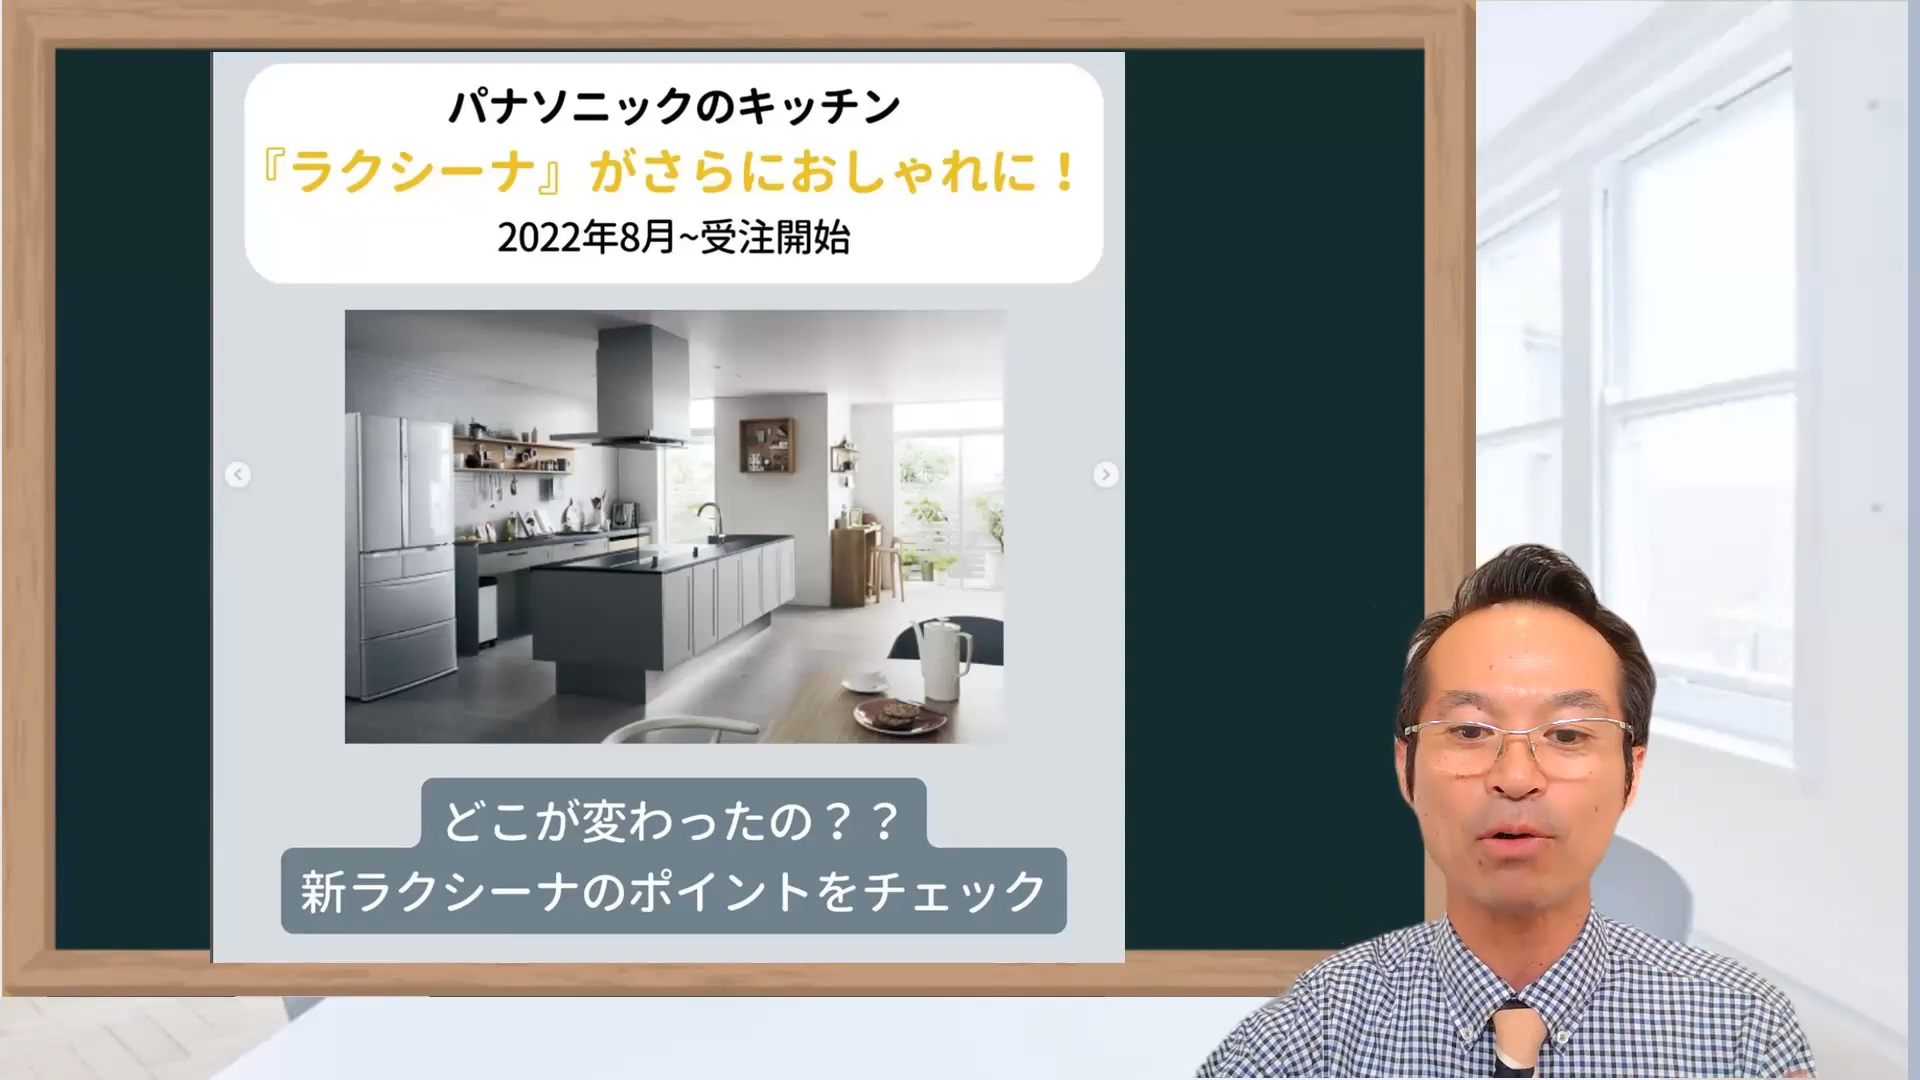 パナソニックのキッチン
『ラクシーナ』がさらにおしゃれに！
2022年8月~受注開始
どこが変わったの？？
新ラクシーナのポイントをチェック